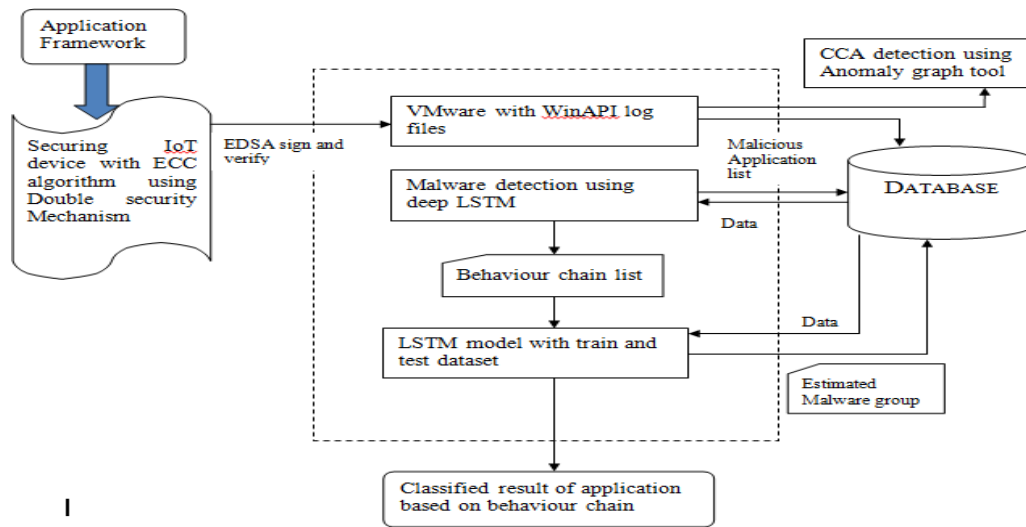 Application
Framework
Securing IoT
device with ECC
algorithm using
Double security
Mechanism
EDSA sign and
verify
VMware with WinAPI log
files
CCA detection using
Anomaly graph tool
Malicious
Application
list
DATABASE
Malware detection using
deep LSTM
Data
Behaviour chain list
LSTM model with train and
test dataset
Data
Estimated
Malware group
Classified result of application
based on behaviour chain
I